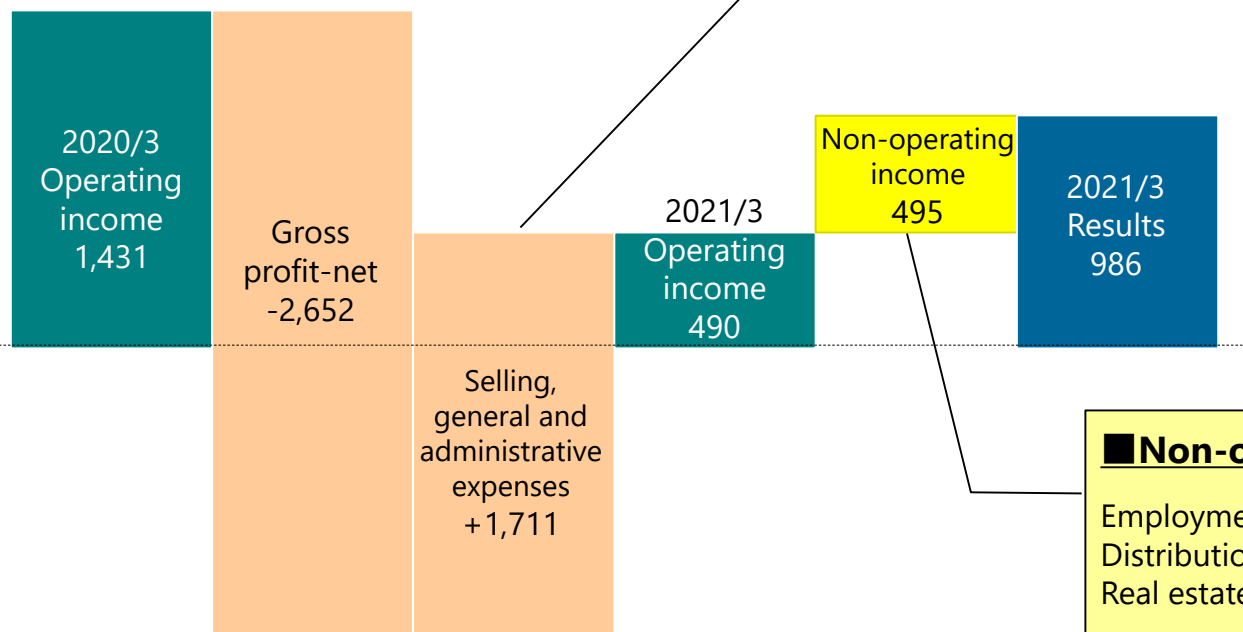 2020/3
Operating
income
1,431
Gross
profit-net
-2,652
Selling,
general and
administrative
expenses
+1,711
2021/3
Operating
income
490
Non-operating
income
495
2021/3
Results
986
■Non-
Employme
Distributio
Real estate